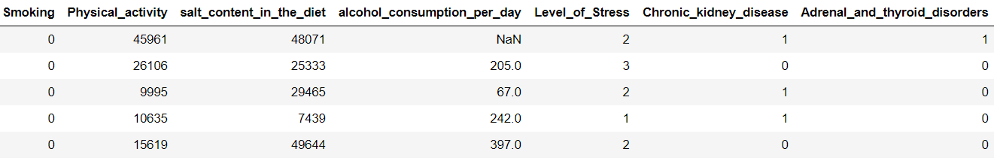 Smoking Physical_activity salt_content_in_the_diet alcohol_consumption_per_day Level_of_Stress Chronic_kidney_disease Adrenal_and_thyroid_disorders
0 45961 48071 NaN 2 1 1
0 26106 25333 205.0 3 0 0
0 9995 29465 67.0 2 1 0
0 10635 7439 242.0 1 1 0
0 15619 49644 397.0 2 0 0